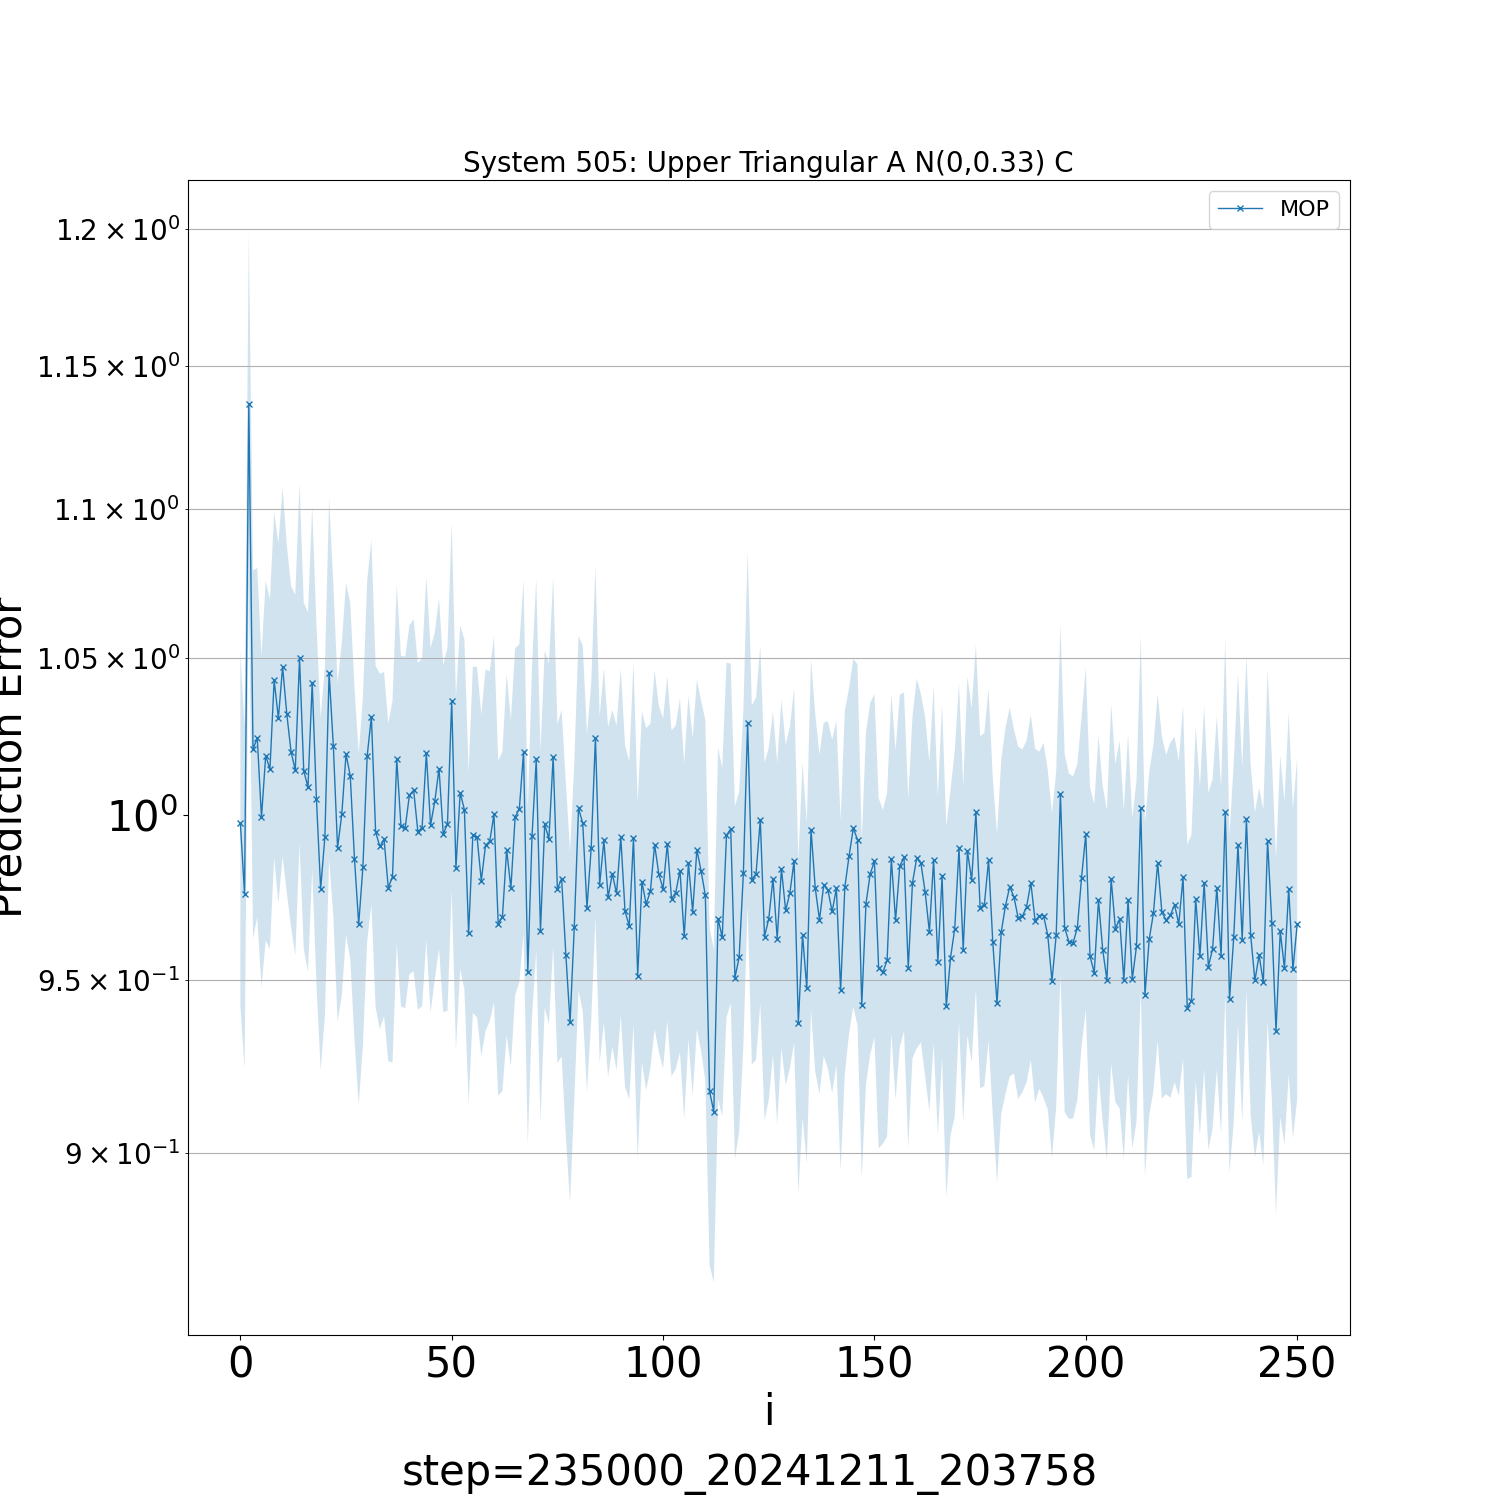 System 505: Upper Triangular A N(0,0.33) C
MOP
1.2 × 10⁰
1.15 × 10⁰
1.1 × 10⁰
1.05 × 10⁰
10⁰
9.5 × 10⁻¹
9 × 10⁻¹
Prediction Error
0 50 100 150 200 250
i
step=235000_20241211_203758